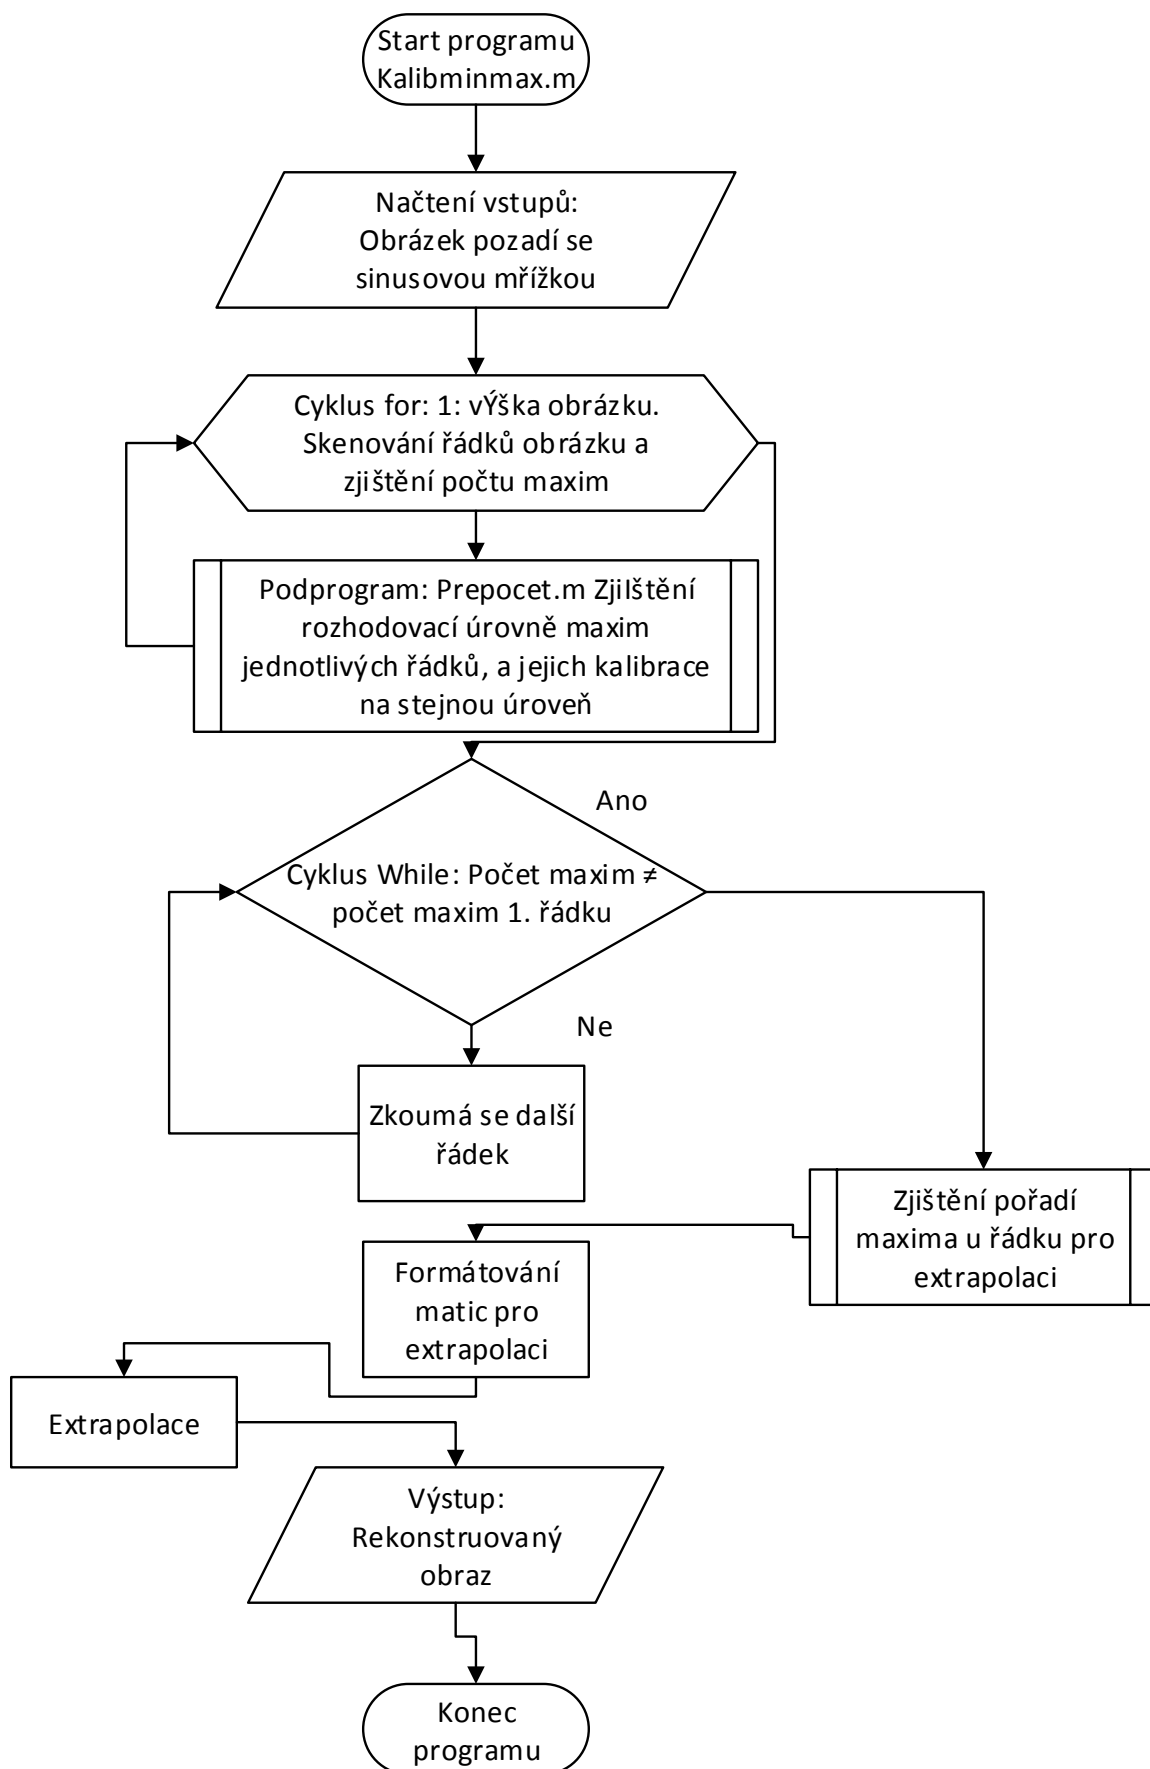 Start programu
Kalibminmax.m
Načtení vstupů:
Obrázek pozadí se
sinusovou mřížkou
Cyklus for: 1: vÝška obrázku.
Skenování řádků obrázku a
zjištění počtu maxim
Podprogram: Prepocet.m ZjiIštění
rozhodovací úrovně maxim
jednotlivých řádků, a jejich kalibrace
na stejnou úroveň
Ano
Cyklus While: Počet maxim ≠
počet maxim 1. řádku
Ne
Zkoumá se další
řádek
Zjištění pořadí
maxima u řádku pro
extrapolaci
Formátování
matic pro
extrapolaci
Extrapolace
Výstup:
Rekonstruovaný
obraz
Konec
programu